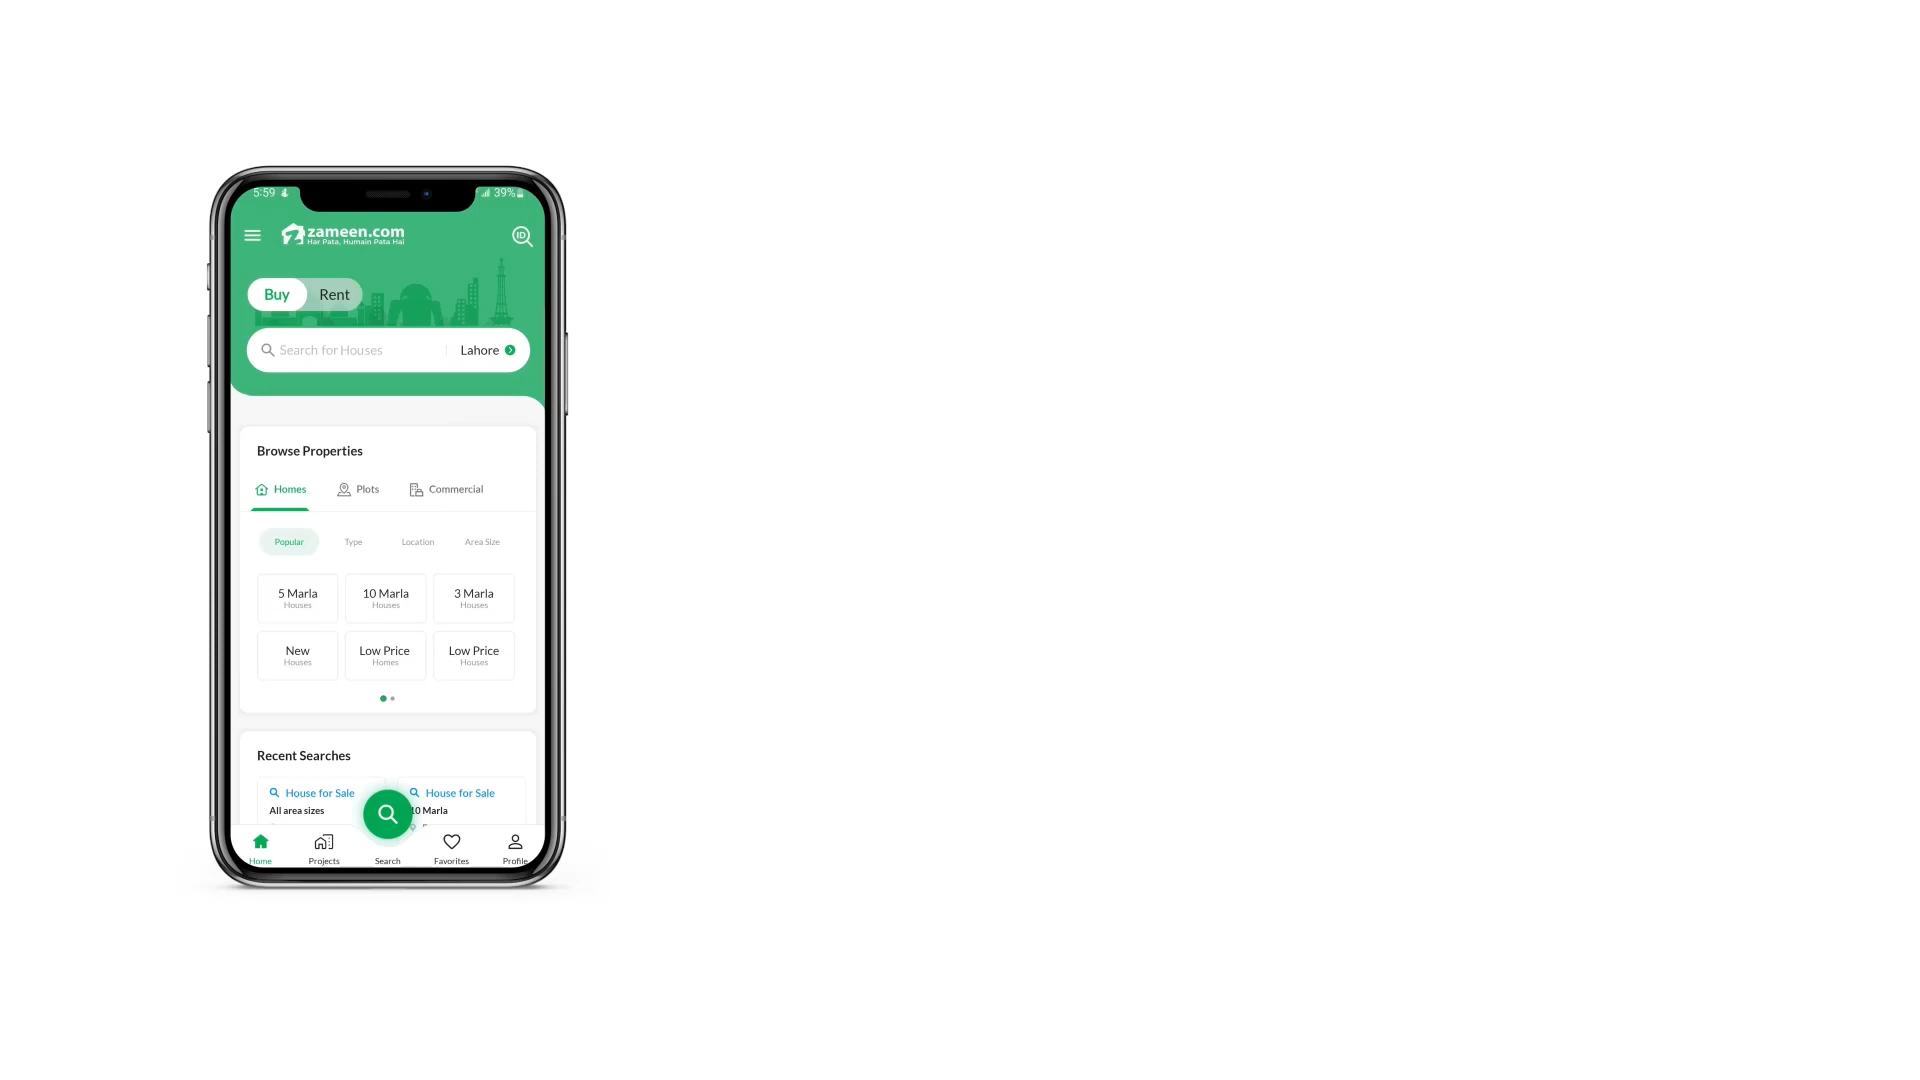 5:59
39%
zameen.com
Har Pata, Humain Pata Hai
ID
Buy Rent
Search for Houses Lahore
Browse Properties
Homes Plots Commercial
Popular Type Location Area Size
5 Marla 10 Marla 3 Marla
Houses Houses Houses
New Low Price Low Price
Houses Homes Houses
Recent Searches
House for Sale House for Sale
All area sizes 10 Marla
Home Projects Search Favorites Profile